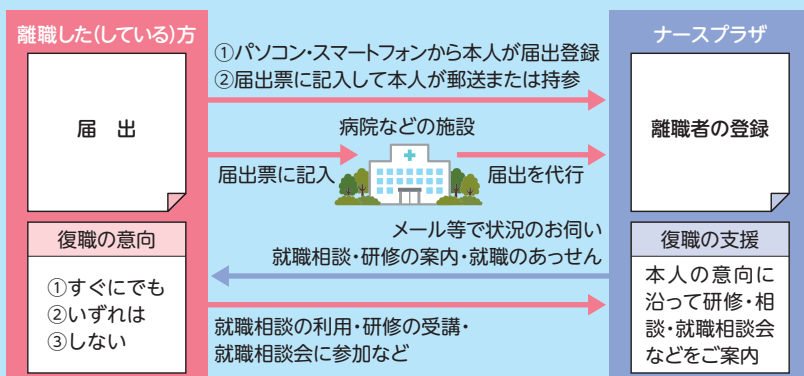 離職した(している)方
届 出
復職の意向
①すぐにでも
②いずれは
③しない
①パソコン・スマートフォンから本人が届出登録
②届出票に記入して本人が郵送または持参
病院などの施設
届出票に記入
届出を代行
メール等で状況のお伺い
就職相談・研修の案内・就職のあっせん
就職相談の利用・研修の受講・
就職相談会に参加など
ナースプラザ
離職者の登録
復職の支援
本人の意向に
沿って研修・相
談・就職相談会
などをご案内